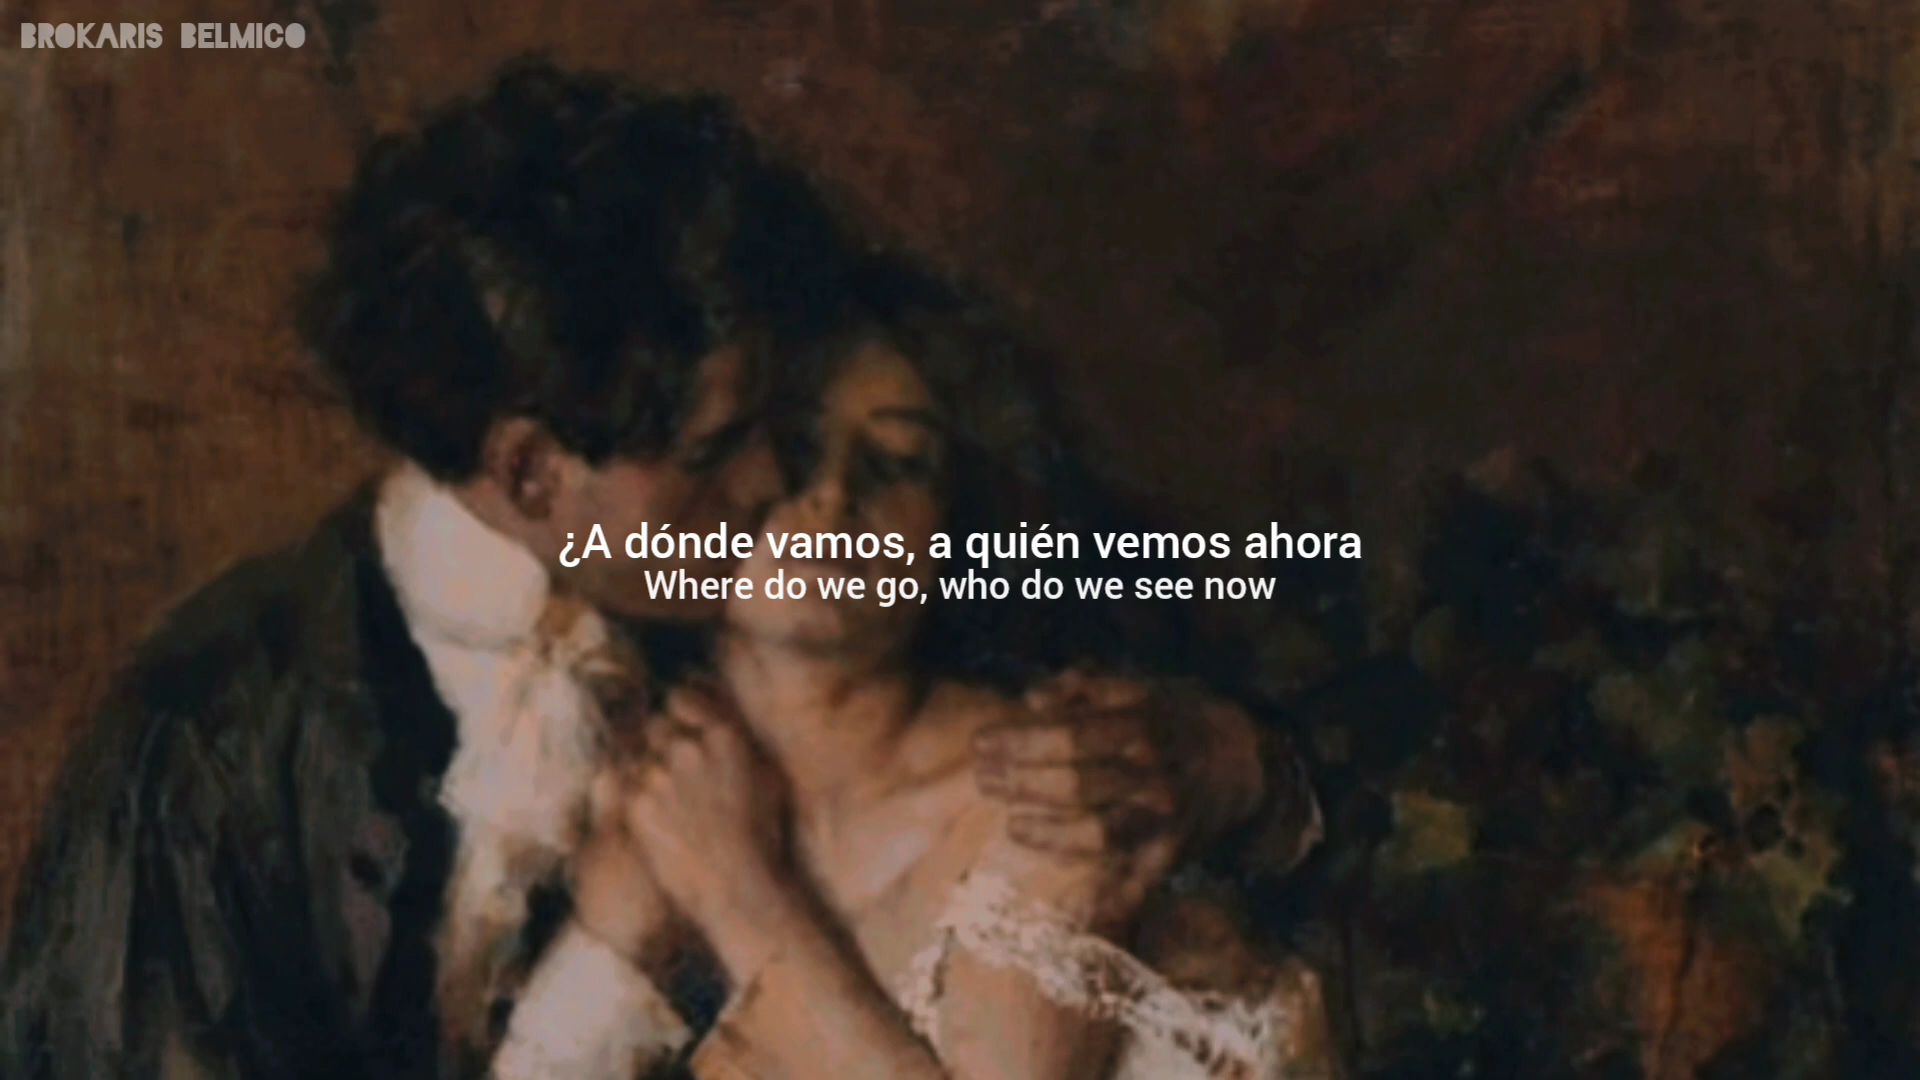 BROKARIS BELMICO
¿A dónde vamos, a quién vemos ahora
Where do we go, who do we see now